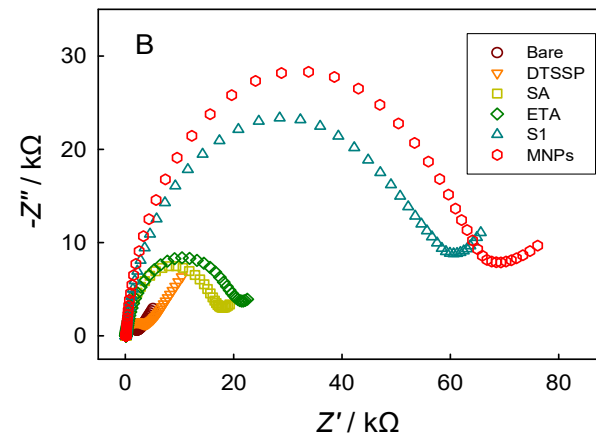 B
Bare
DTSSP
SA
ETA
S1
MNPs
30
20
10
0
-Z″ / kΩ
0 20 40 60 80
Z′ / kΩ